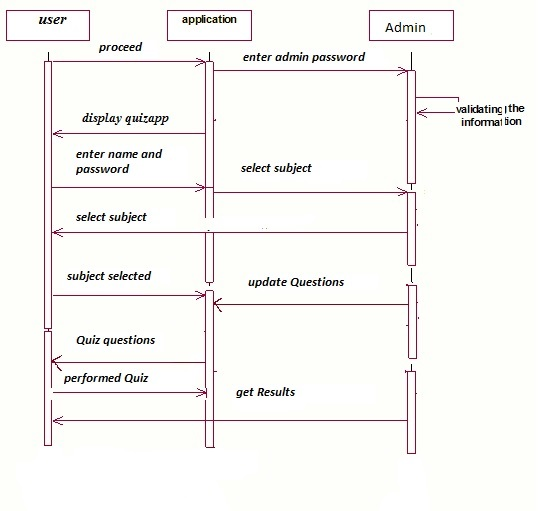 user
application
Admin
proceed
enter admin password
validating the
information
display quizapp
enter name and
password
select subject
select subject
subject selected
update Questions
Quiz questions
performed Quiz
get Results